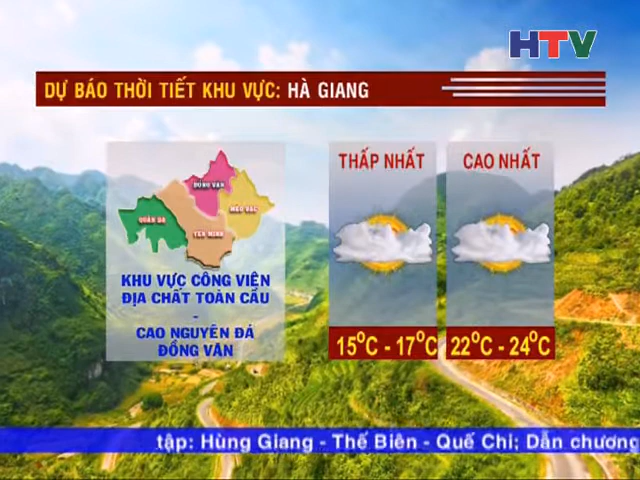 HTV
DỰ BÁO THỜI TIẾT KHU VỰC: HÀ GIANG
THẤP NHẤT
CAO NHẤT
ĐỒNG VĂN
MÈO VẠC
QUẢN BẠ
YÊN MINH
KHU VỰC CÔNG VIÊN
ĐỊA CHẤT TOÀN CẦU
-
CAO NGUYÊN ĐÁ
ĐỒNG VĂN
15°C - 17°C
22°C - 24°C
tập: Hùng Giang - Thế Biên - Quế Chi; Dẫn chương